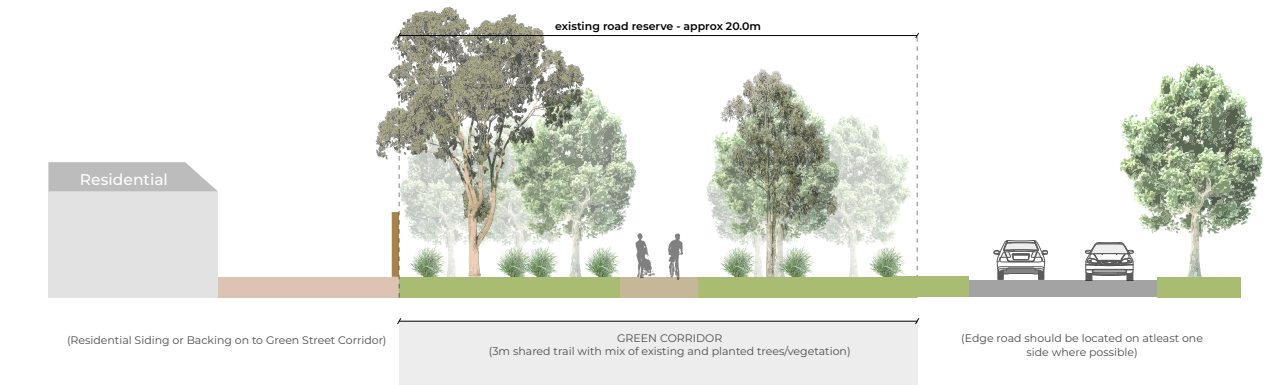 existing road reserve - approx 20.0m
Residential
(Residential Siding or Backing on to Green Street Corridor)
GREEN CORRIDOR
(3m shared trail with mix of existing and planted trees/vegetation)
(Edge road should be located on atleast one
side where possible)